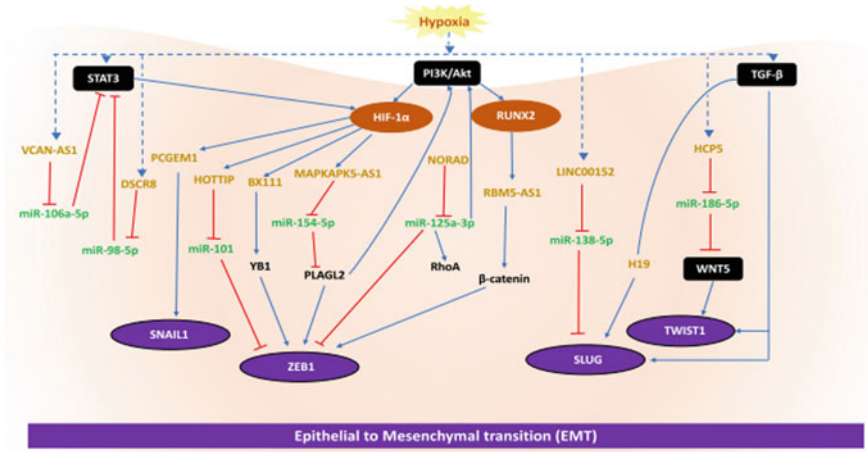 Hypoxia
STAT3
PI3K/Akt
TGF-β
HIF-1α
RUNX2
VCAN-AS1
PCGEM1
DSCR8
HOTTIP
BX111
MAPKAPK5-AS1
NORAD
RBM5-AS1
LINC00152
HCP5
miR-106a-5p
miR-98-5p
miR-101
miR-154-5p
miR-125a-3p
miR-138-5p
miR-186-5p
YB1
PLAGL2
RhoA
β-catenin
H19
WNT5
SNAIL1
ZEB1
SLUG
TWIST1
Epithelial to Mesenchymal transition (EMT)